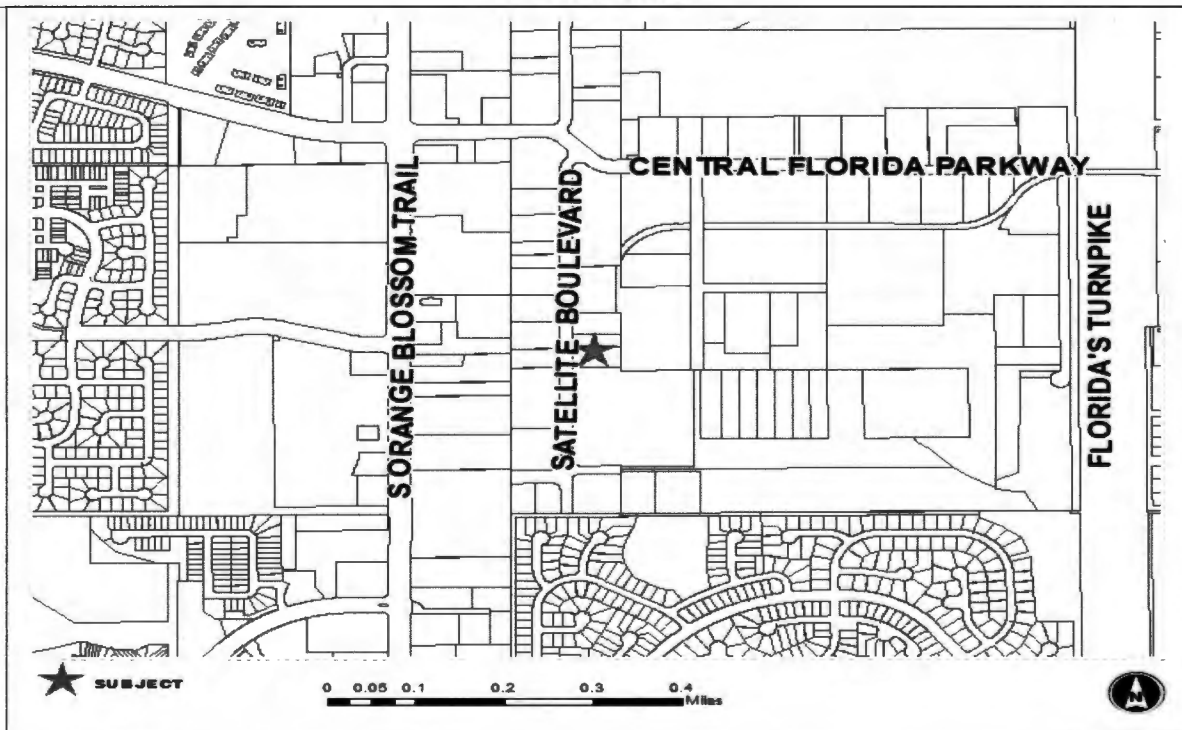 CENTRAL FLORIDA PARKWAY
S ORANGE BLOSSOM TRAIL
SATELLITE BOULEVARD
FLORIDA'S TURNPIKE
SUBJECT
0 0.05 0.1 0.2 0.3 0.4
Miles
N